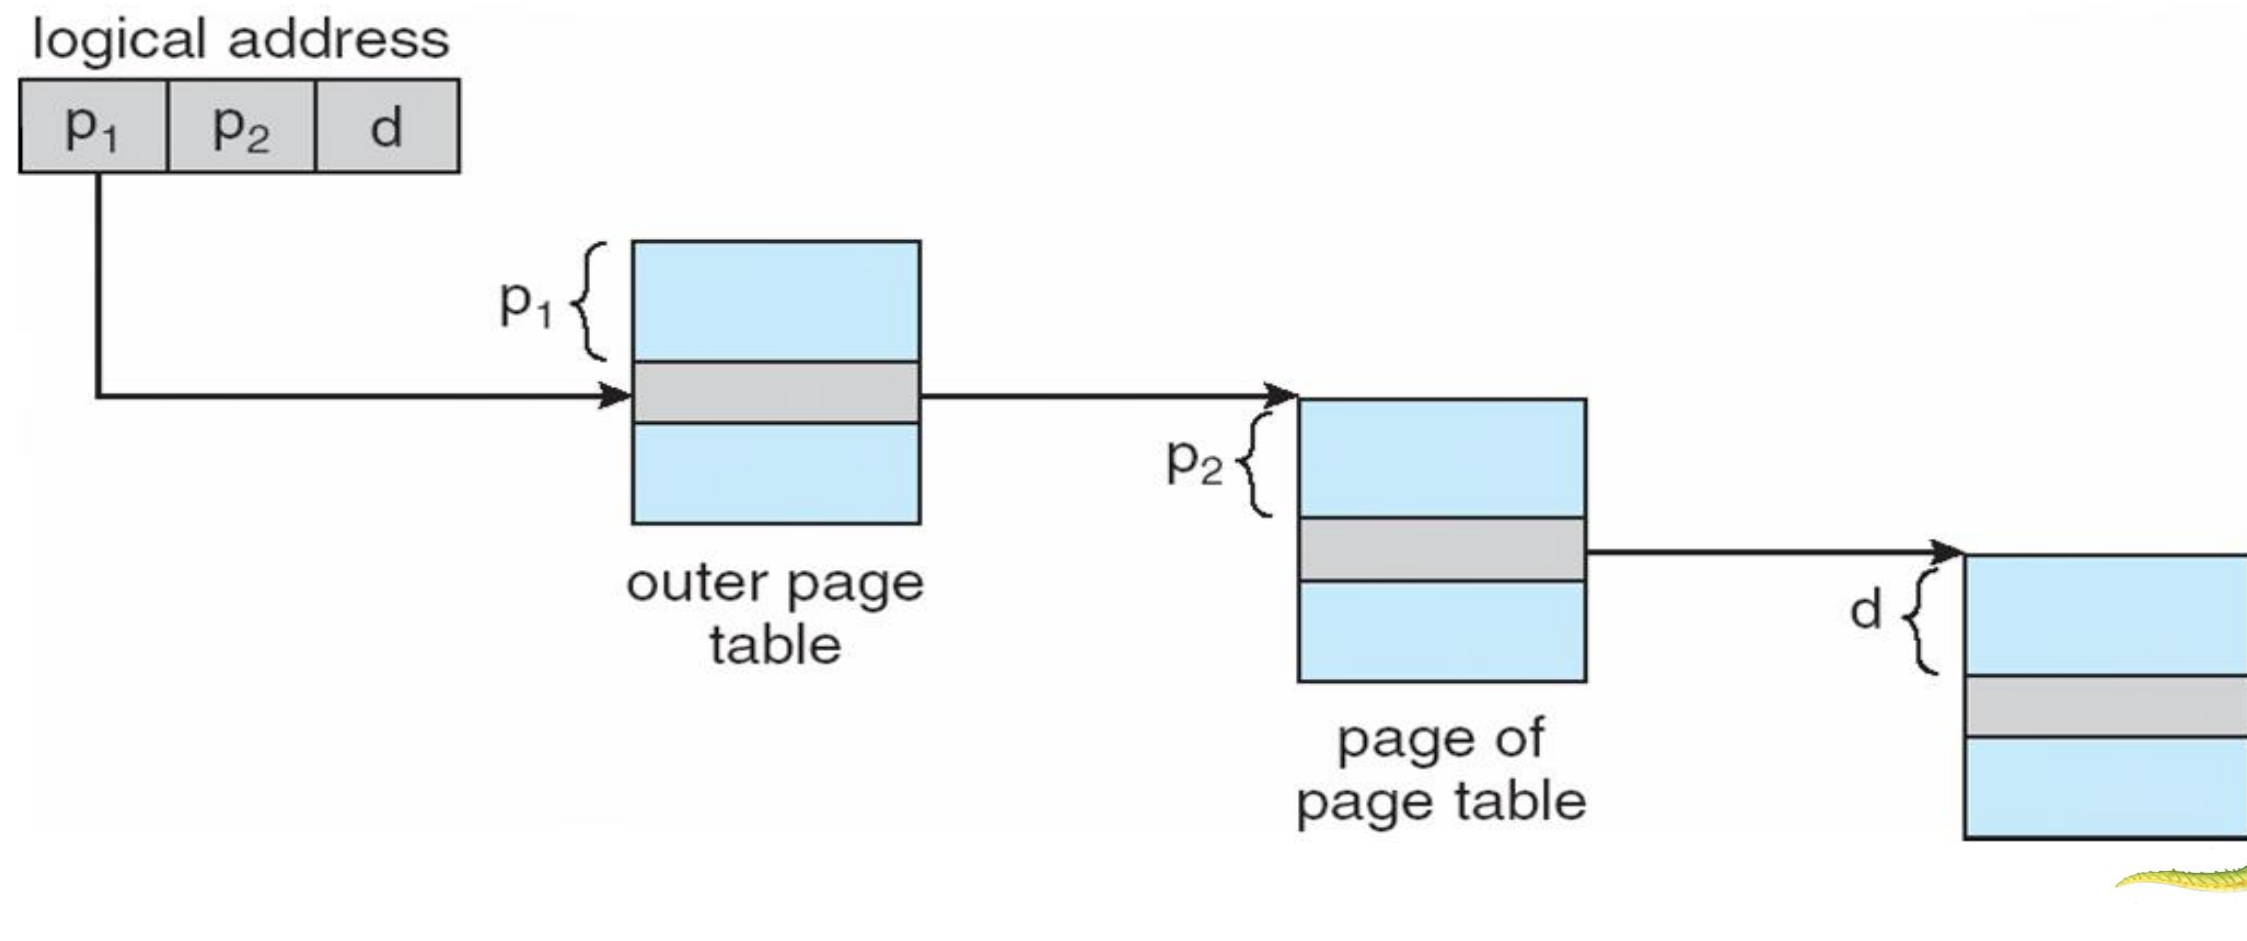 logical address
p₁ p₂ d
p₁
outer page
table
p₂
page of
page table
d